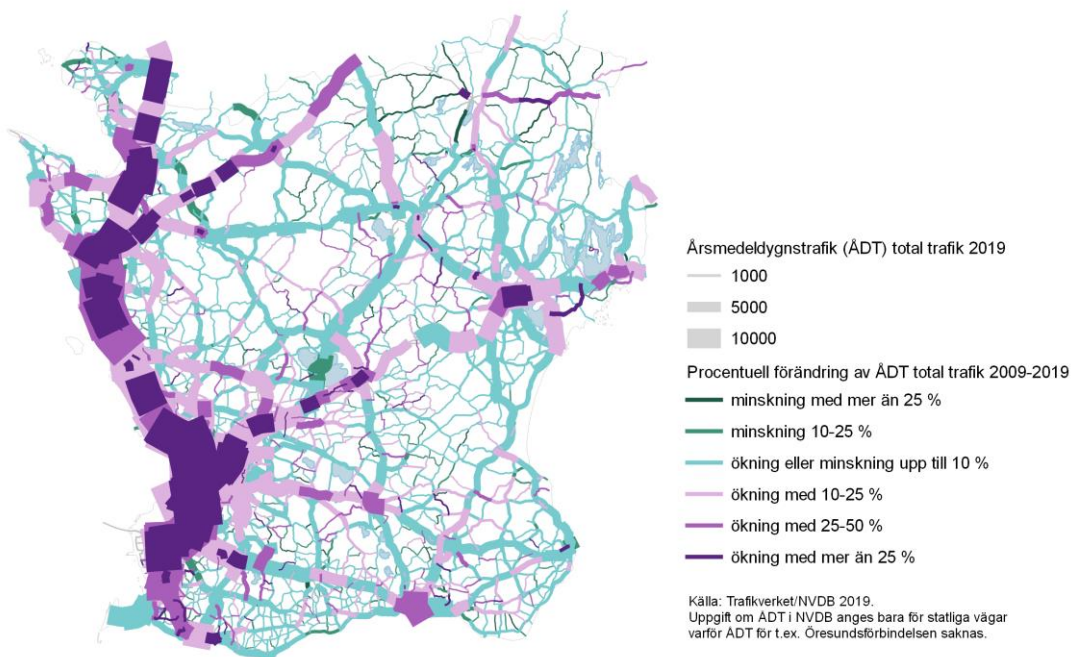 Årsmedeldygnstrafik (ÅDT) total trafik 2019
1000
5000
10000
Procentuell förändring av ÅDT total trafik 2009-2019
minskning med mer än 25 %
minskning 10-25 %
ökning eller minskning upp till 10 %
ökning med 10-25 %
ökning med 25-50 %
ökning med mer än 25 %
Källa: Trafikverket/NVDB 2019.
Uppgift om ÅDT i NVDB anges bara för statliga vägar
varför ÅDT för t.ex. Öresundförbindelsen saknas.